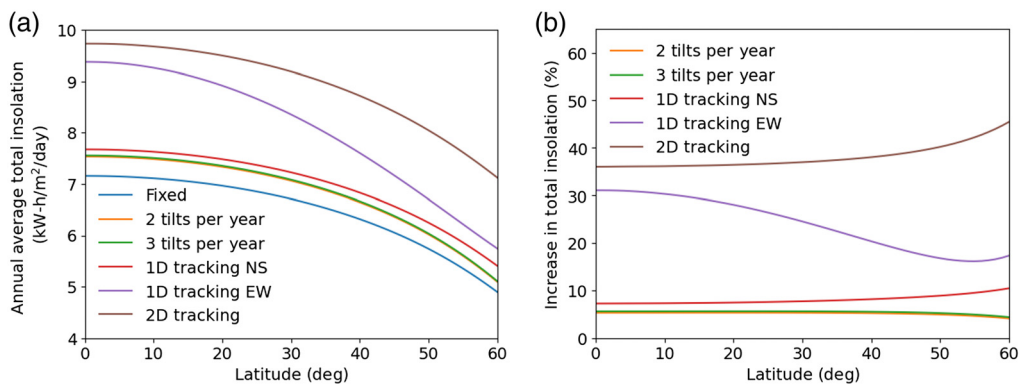 (a)
10
9
8
7
6
5
4
Annual average total insolation
(kW-h/m²/day)
Fixed
2 tilts per year
3 tilts per year
1D tracking NS
1D tracking EW
2D tracking
0 10 20 30 40 50 60
Latitude (deg)
(b)
60
50
40
30
20
10
0
Increase in total insolation (%)
2 tilts per year
3 tilts per year
1D tracking NS
1D tracking EW
2D tracking
0 10 20 30 40 50 60
Latitude (deg)